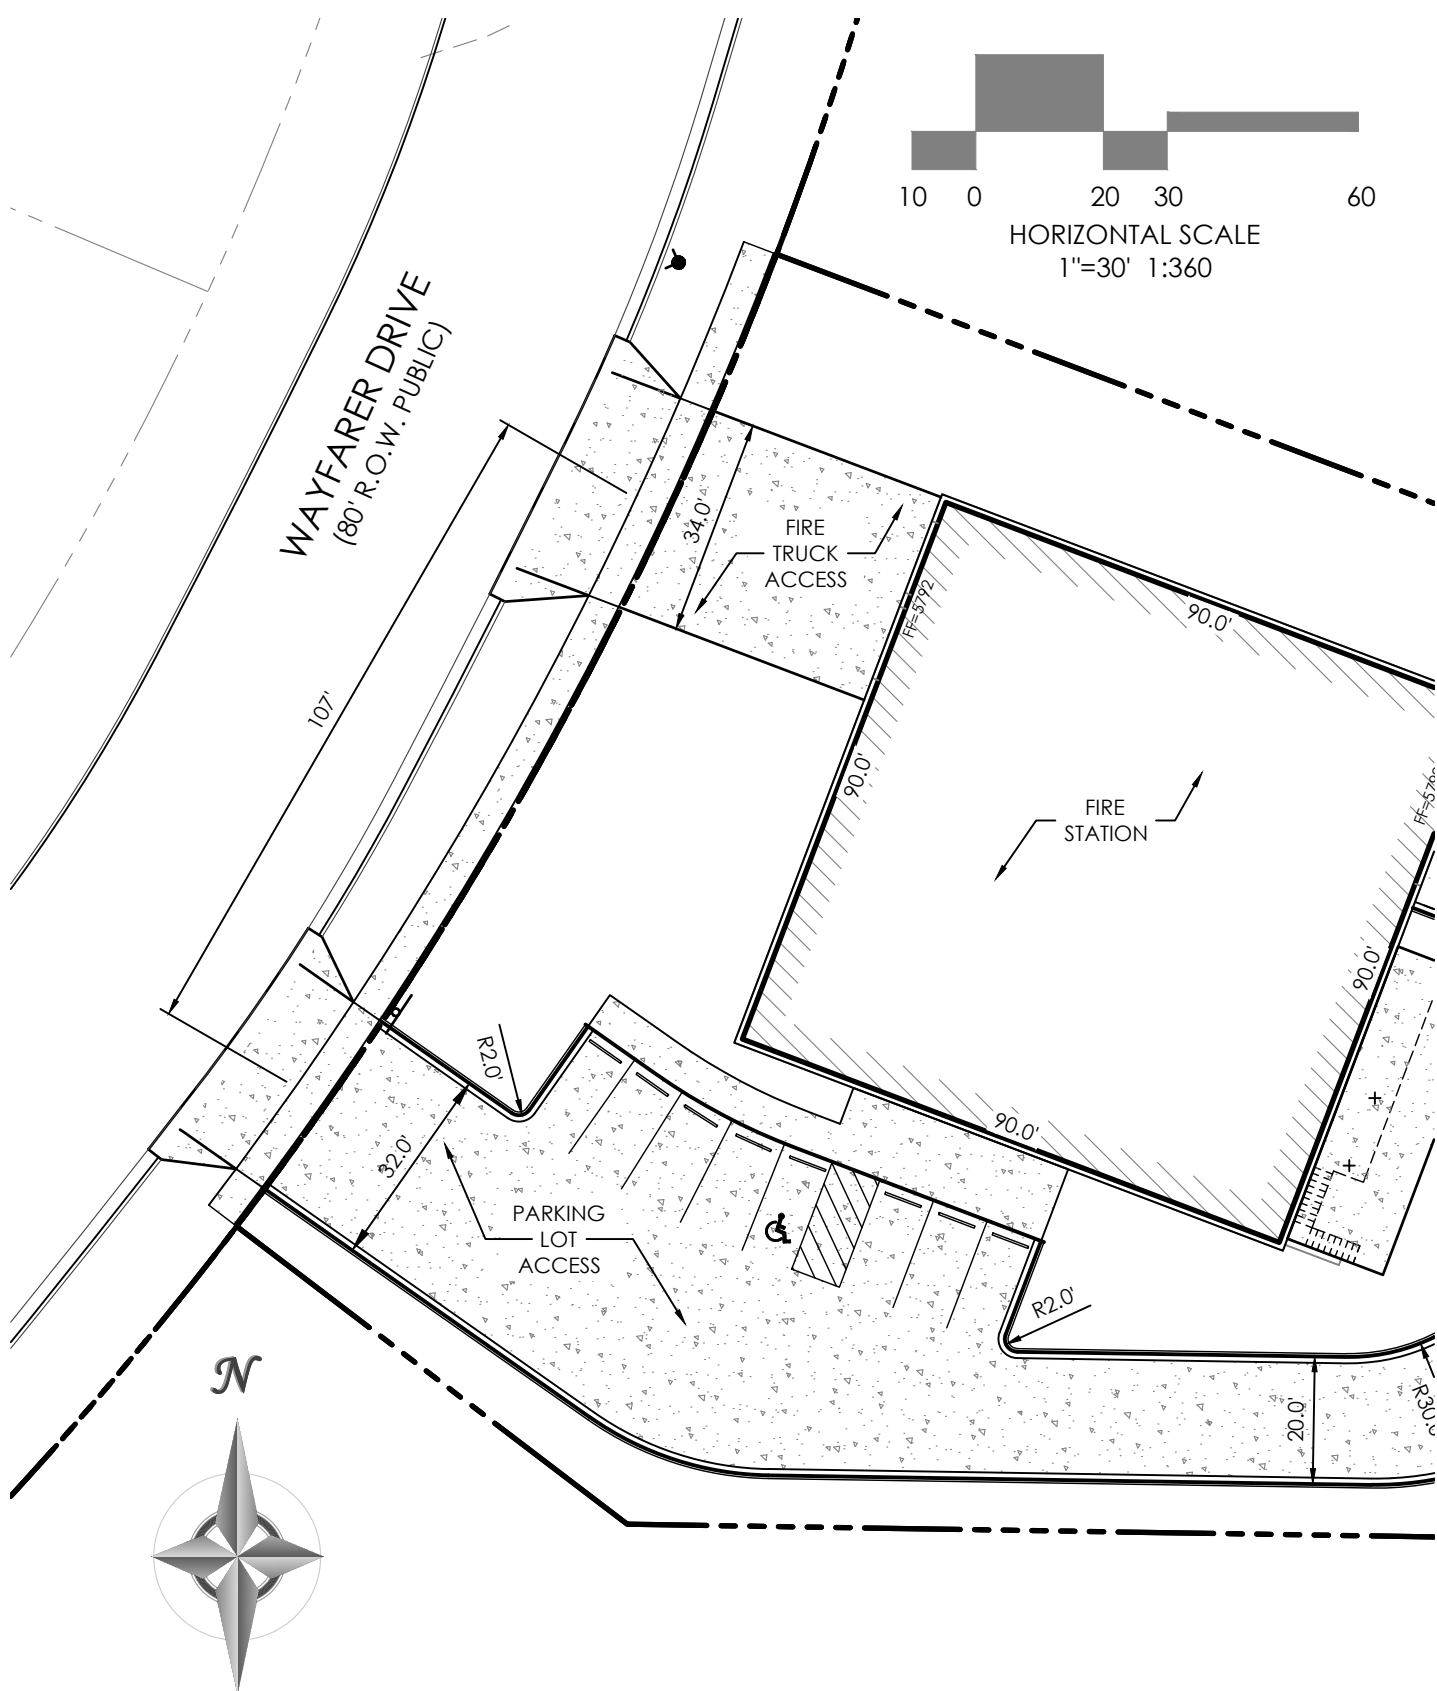 10 0 20 30 60
HORIZONTAL SCALE
1"=30' 1:360
WAYFARER DRIVE
(80' R.O.W. PUBLIC)
34.0'
FIRE
TRUCK
ACCESS
FF=5792
90.0'
107'
90.0'
FIRE
STATION
90.0'
R2.0'
90.0'
32.0'
PARKING
LOT
ACCESS
R2.0'
20.0'
N